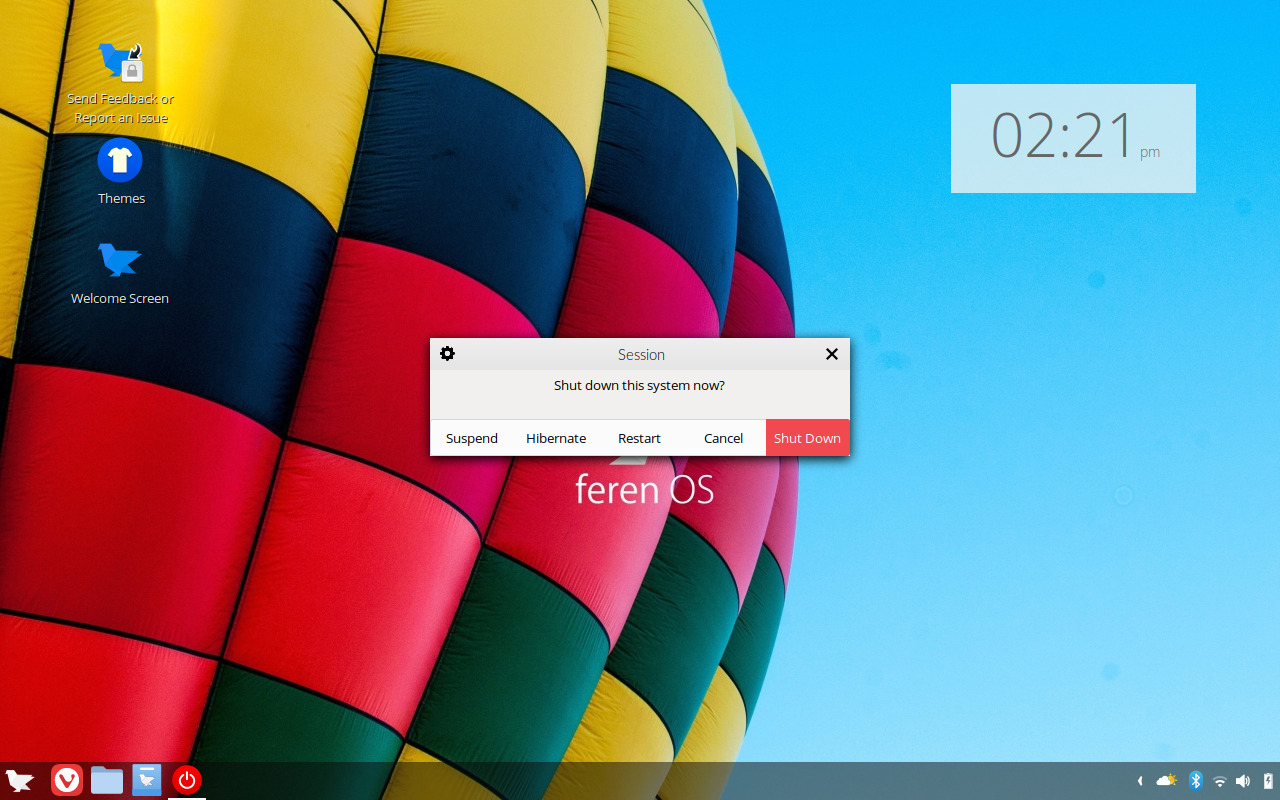 Send Feedback or
Report an Issue
Themes
Welcome Screen
02:21 pm
Session
Shut down this system now?
Suspend Hibernate Restart Cancel Shut Down
feren OS